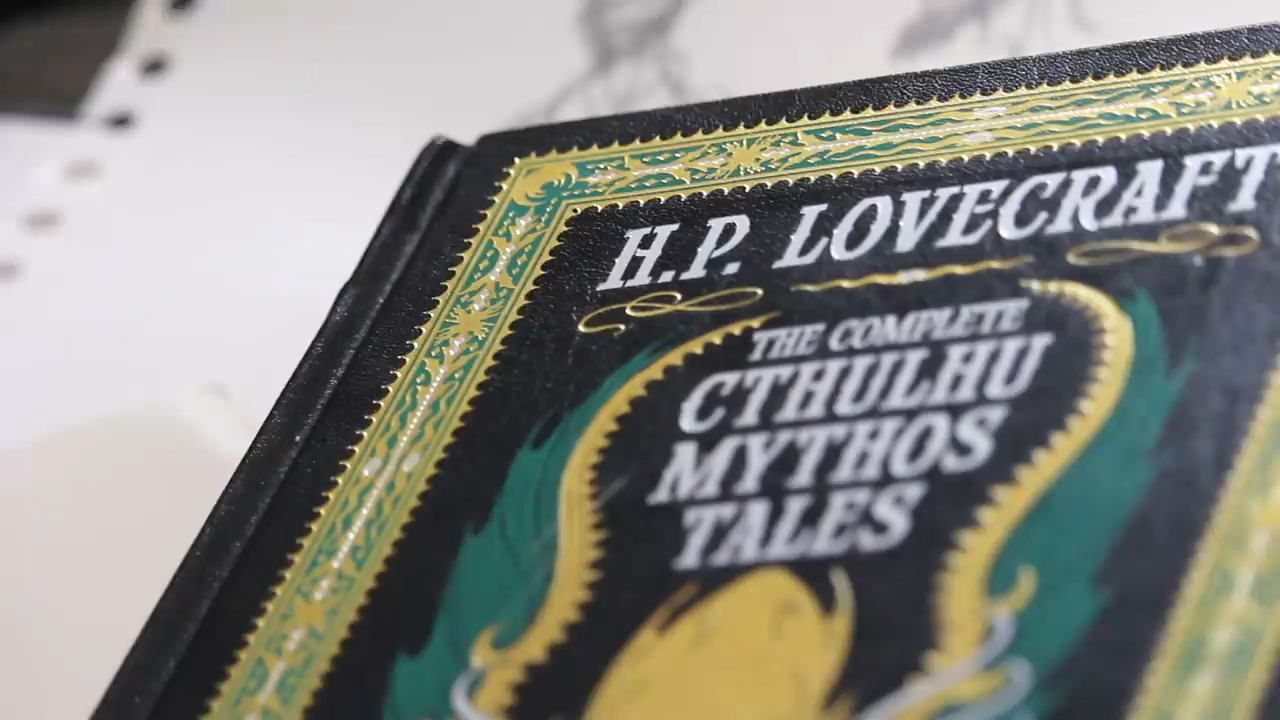 H.P. LOVECRAFT
THE COMPLETE
CTHULHU
MYTHOS
TALES